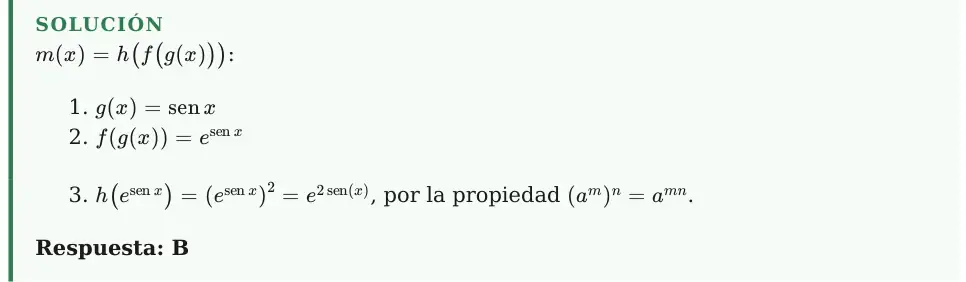 SOLUCIÓN
m(x) = h(f(g(x))):
1. g(x) = sen x
2. f(g(x)) = e^{sen x}
3. h(e^{sen x}) = (e^{sen x})^2 = e^{2 sen(x)}, por la propiedad (a^m)^n = a^{mn}.
Respuesta: B